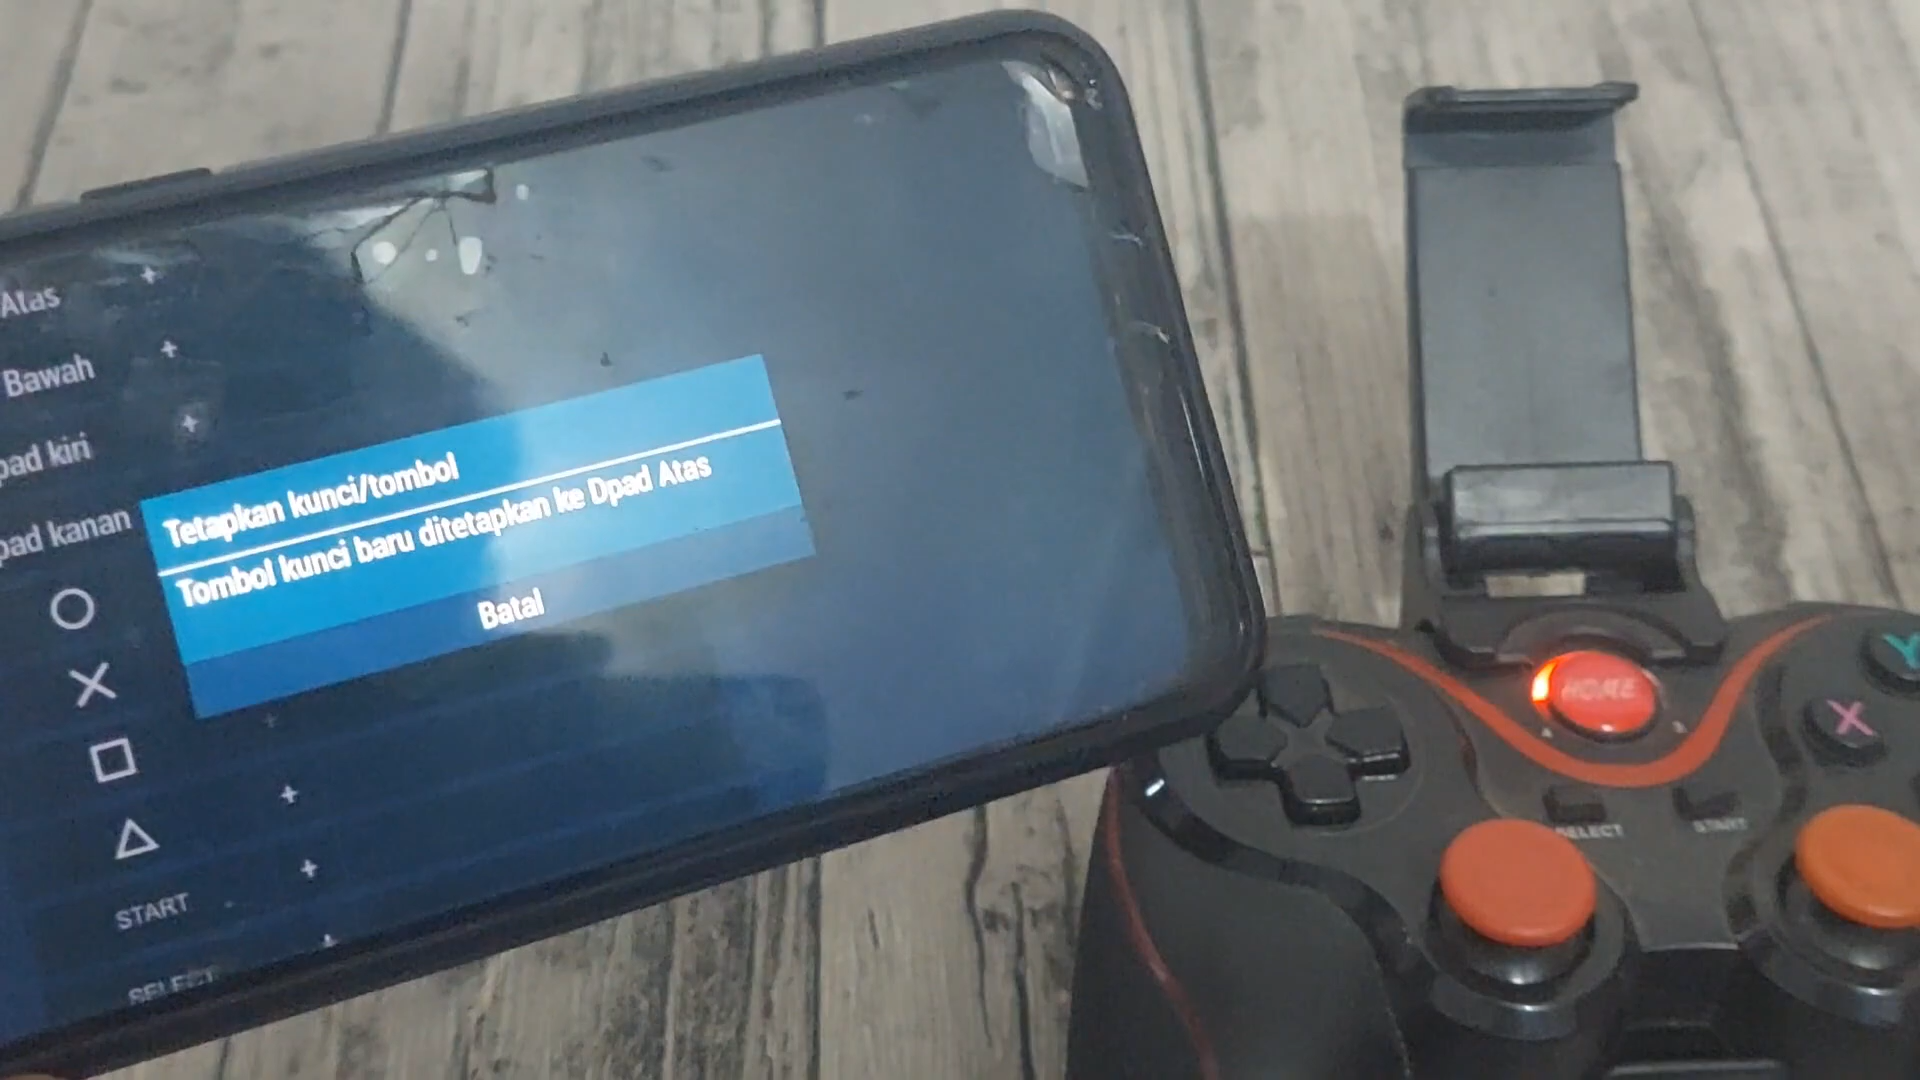 Atas
Bawah
pad kiri
pad kanan
Tetapkan kunci/tombol
Tombol kunci baru ditetapkan ke Dpad Atas
Batal
START
SELECT
HOME
SELECT
START
Y
X